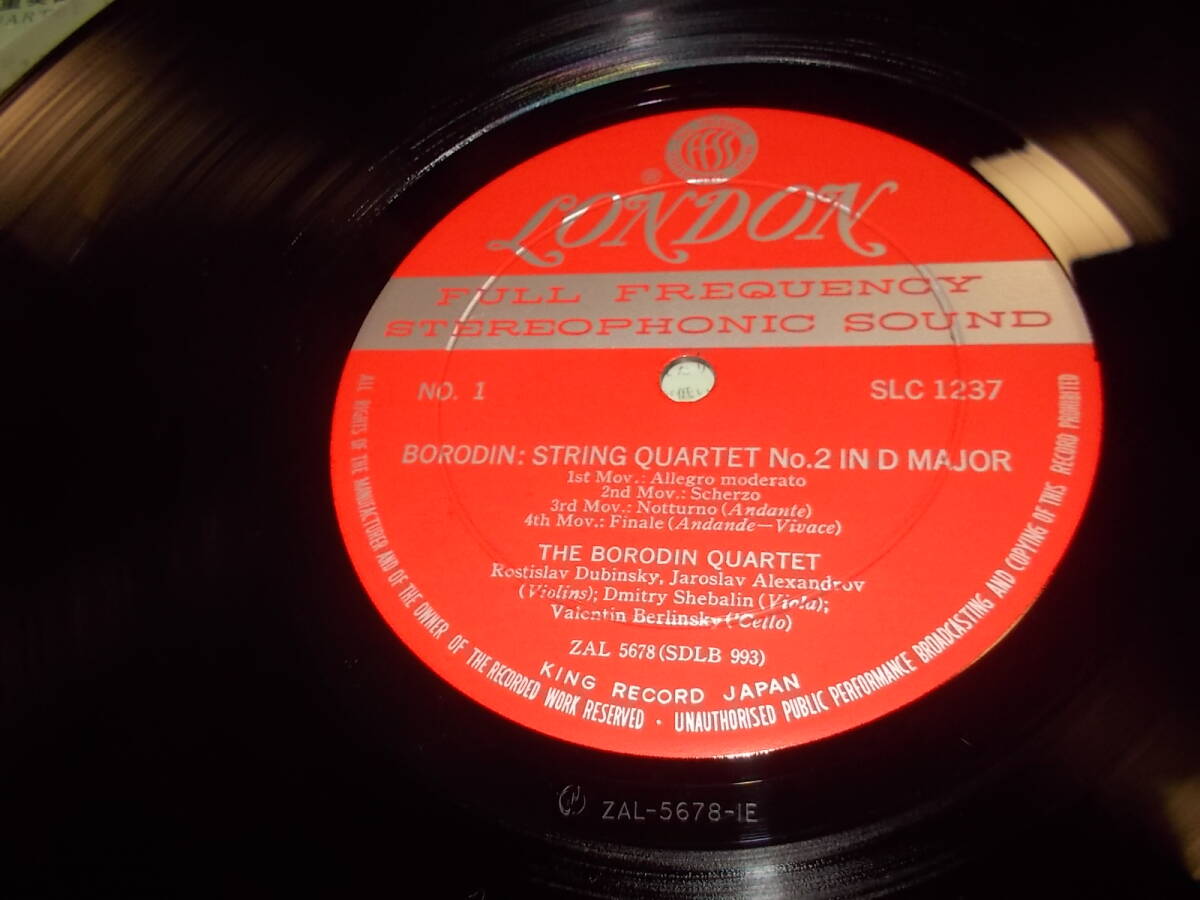 FFSS
®
LONDON
FULL FREQUENCY
STEREOPHONIC SOUND
NO. 1
SLC 1237
BORODIN: STRING QUARTET No.2 IN D MAJOR
1st Mov.: Allegro moderato
2nd Mov.: Scherzo
3rd Mov.: Notturno (Andante)
4th Mov.: Finale (Andande—Vivace)
THE BORODIN QUARTET
Rostislav Dubinsky, Jaroslav Alexandrov
(Violins); Dmitry Shebalin (Viola);
Valentin Berlinsky ('Cello)
ZAL 5678 (SDLB 993)
KING RECORD JAPAN
ALL RIGHTS OF THE MANUFACTURER AND OF THE OWNER OF THE RECORDED WORK RESERVED · UNAUTHORISED PUBLIC PERFORMANCE BROADCASTING AND COPYING OF THIS RECORD PROHIBITED
ZAL-5678-1E